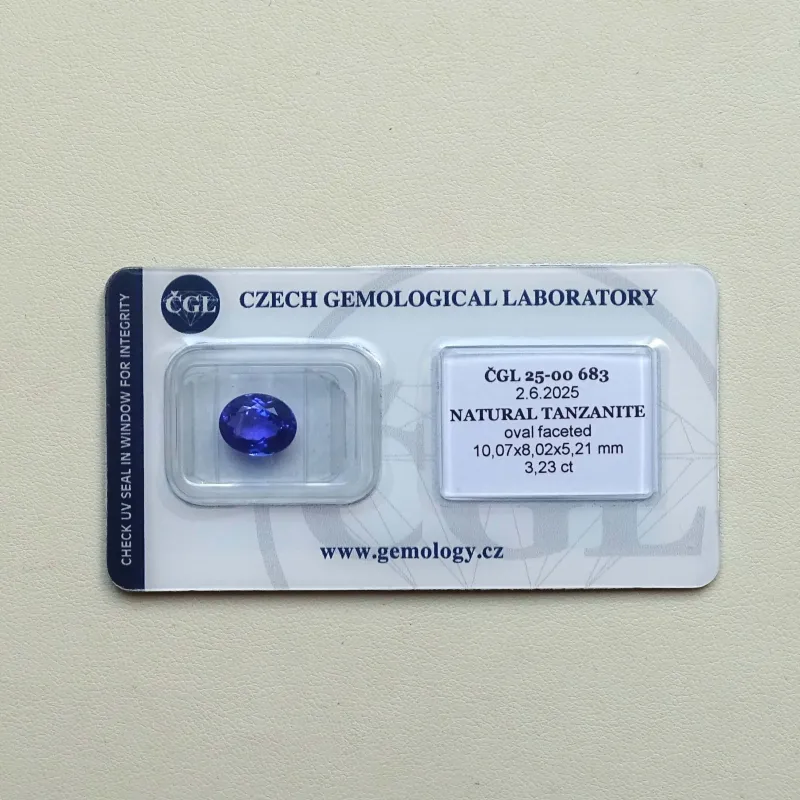 ČGL
CZECH GEMOLOGICAL LABORATORY
CHECK UV SEAL IN WINDOW FOR INTEGRITY
ČGL 25-00 683
2.6.2025
NATURAL TANZANITE
oval faceted
10,07x8,02x5,21 mm
3,23 ct
ČGL
www.gemology.cz